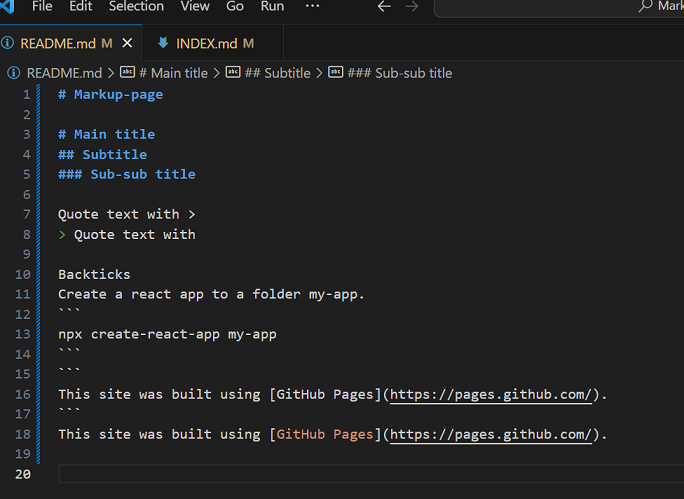 File Edit Selection View Go Run ··· ← → Mark
README.md M × INDEX.md M
README.md > # Main title > ## Subtitle > ### Sub-sub title
1 # Markup-page
2
3 # Main title
4 ## Subtitle
5 ### Sub-sub title
6
7 Quote text with >
8 > Quote text with
9
10 Backticks
11 Create a react app to a folder my-app.
12 ```
13 npx create-react-app my-app
14 ```
15 ```
16 This site was built using [GitHub Pages](https://pages.github.com/).
17 ```
18 This site was built using [GitHub Pages](https://pages.github.com/).
19
20